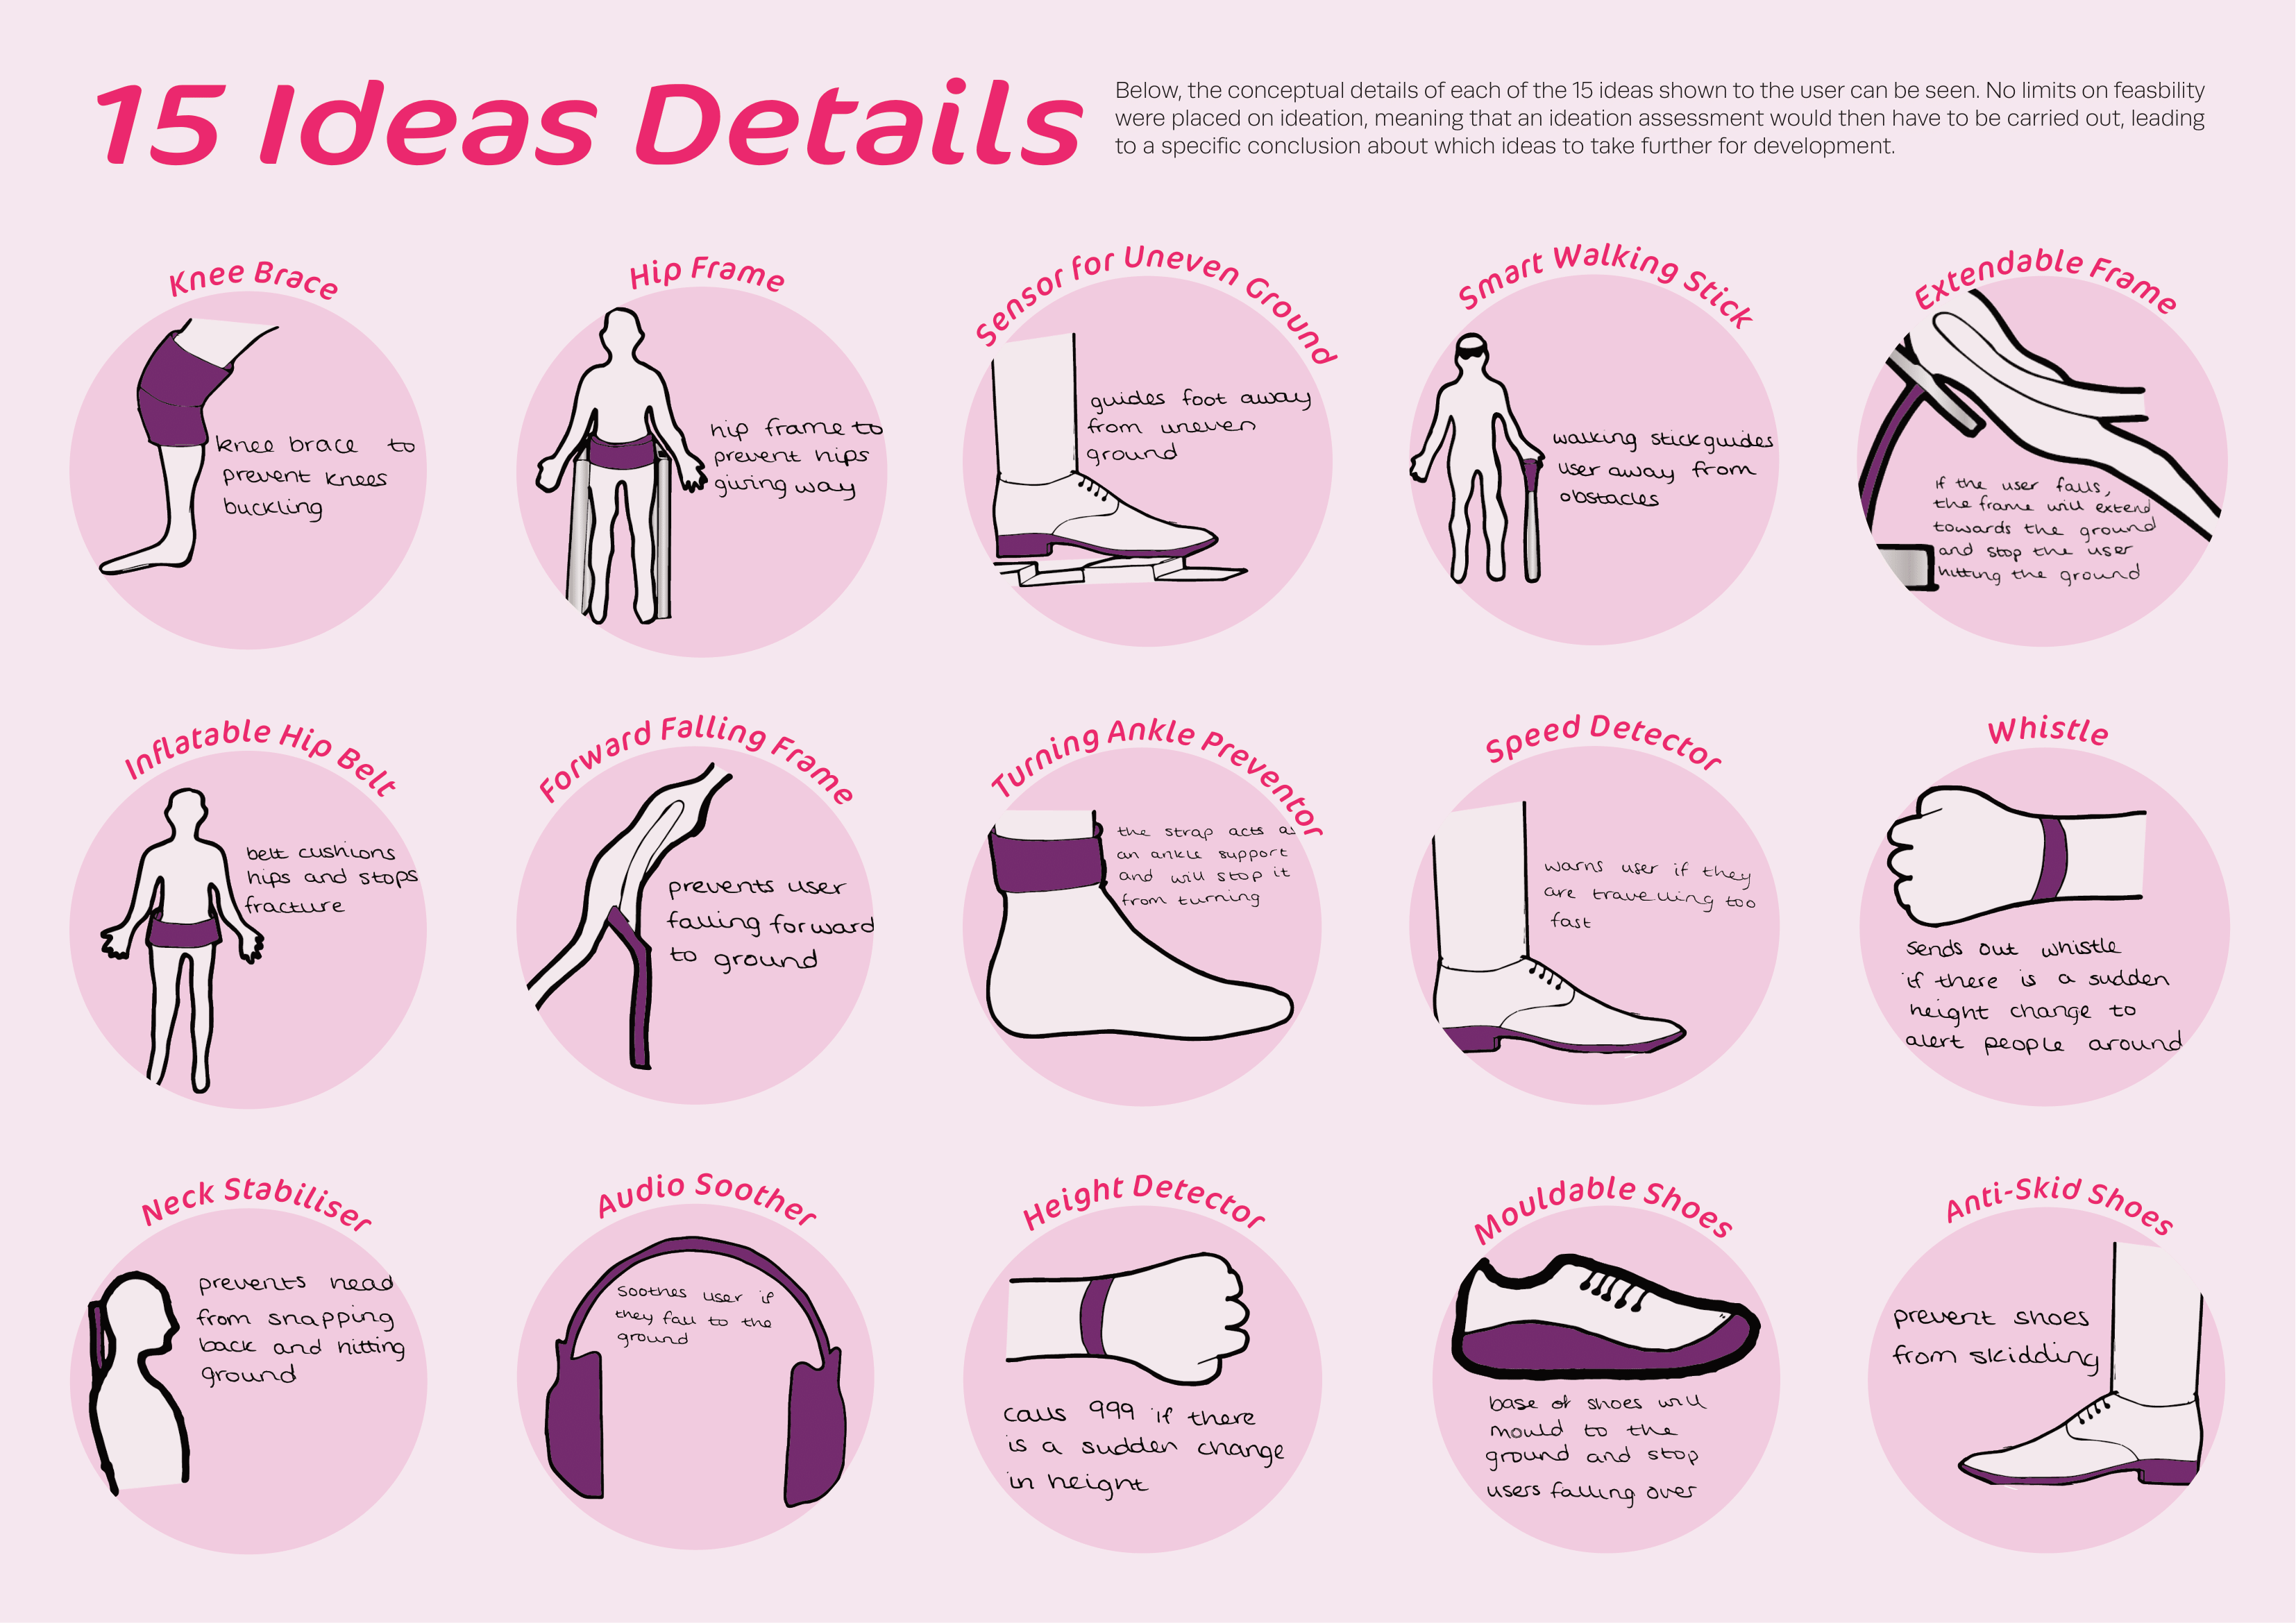 15 Ideas Details
Below, the conceptual details of each of the 15 ideas shown to the user can be seen. No limits on feasbility
were placed on ideation, meaning that an ideation assessment would then have to be carried out, leading
to a specific conclusion about which ideas to take further for development.
Knee Brace
knee brace to
prevent knees
buckling
Hip Frame
hip frame to
prevent hips
giving way
Sensor for Uneven Ground
guides foot away
from uneven
ground
Smart Walking Stick
walking stick guides
user away from
obstacles
Extendable Frame
if the user falls,
the frame will extend
towards the ground
and stop the user
hitting the ground
Inflatable Hip Belt
belt cushions
hips and stops
fracture
Forward Falling Frame
prevents user
falling forward
to ground
Turning Ankle Preventor
the strap acts as
an ankle support
and will stop it
from turning
Speed Detector
warns user if they
are travelling too
fast
Whistle
sends out whistle
if there is a sudden
height change to
alert people around
Neck Stabiliser
prevents head
from snapping
back and hitting
ground
Audio Soother
Soothes user if
they fall to the
ground
Height Detector
calls 999 if there
is a sudden change
in height
Mouldable Shoes
base of shoes will
mould to the
ground and stop
users falling over
Anti-Skid Shoes
prevent shoes
from skidding